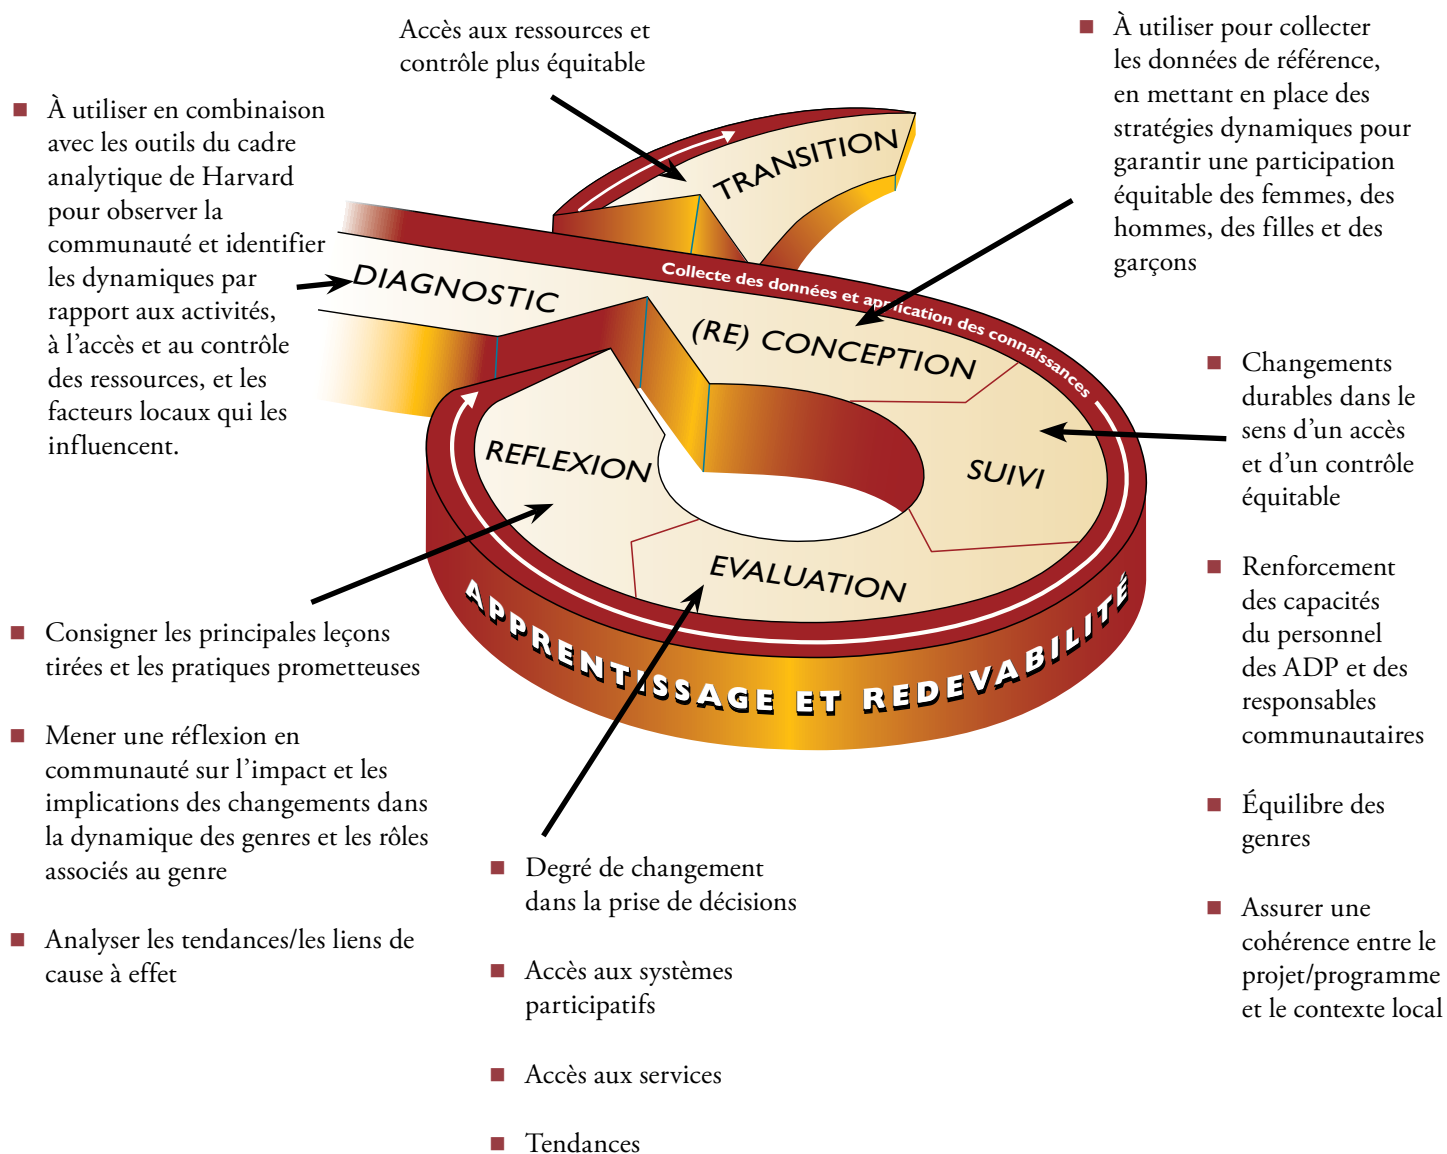 Accès aux ressources et
contrôle plus équitable
À utiliser en combinaison
avec les outils du cadre
analytique de Harvard
pour observer la
communauté et identifier
les dynamiques par
rapport aux activités,
à l’accès et au contrôle
des ressources, et les
facteurs locaux qui les
influencent.
À utiliser pour collecter
les données de référence,
en mettant en place des
stratégies dynamiques pour
garantir une participation
équitable des femmes, des
hommes, des filles et des
garçons
TRANSITION
DIAGNOSTIC
Collecte des données et application des connaissances
(RE) CONCEPTION
SUIVI
EVALUATION
REFLEXION
APPRENTISSAGE ET REDEVABILITÉ
Changements
durables dans le
sens d’un accès
et d’un contrôle
équitable
Renforcement
des capacités
du personnel
des ADP et des
responsables
communautaires
Équilibre des
genres
Assurer une
cohérence entre le
projet/programme
et le contexte local
Consigner les principales leçons
tirées et les pratiques prometteuses
Mener une réflexion en
communauté sur l’impact et les
implications des changements dans
la dynamique des genres et les rôles
associés au genre
Analyser les tendances/les liens de
cause à effet
Degré de changement
dans la prise de décisions
Accès aux systèmes
participatifs
Accès aux services
Tendances